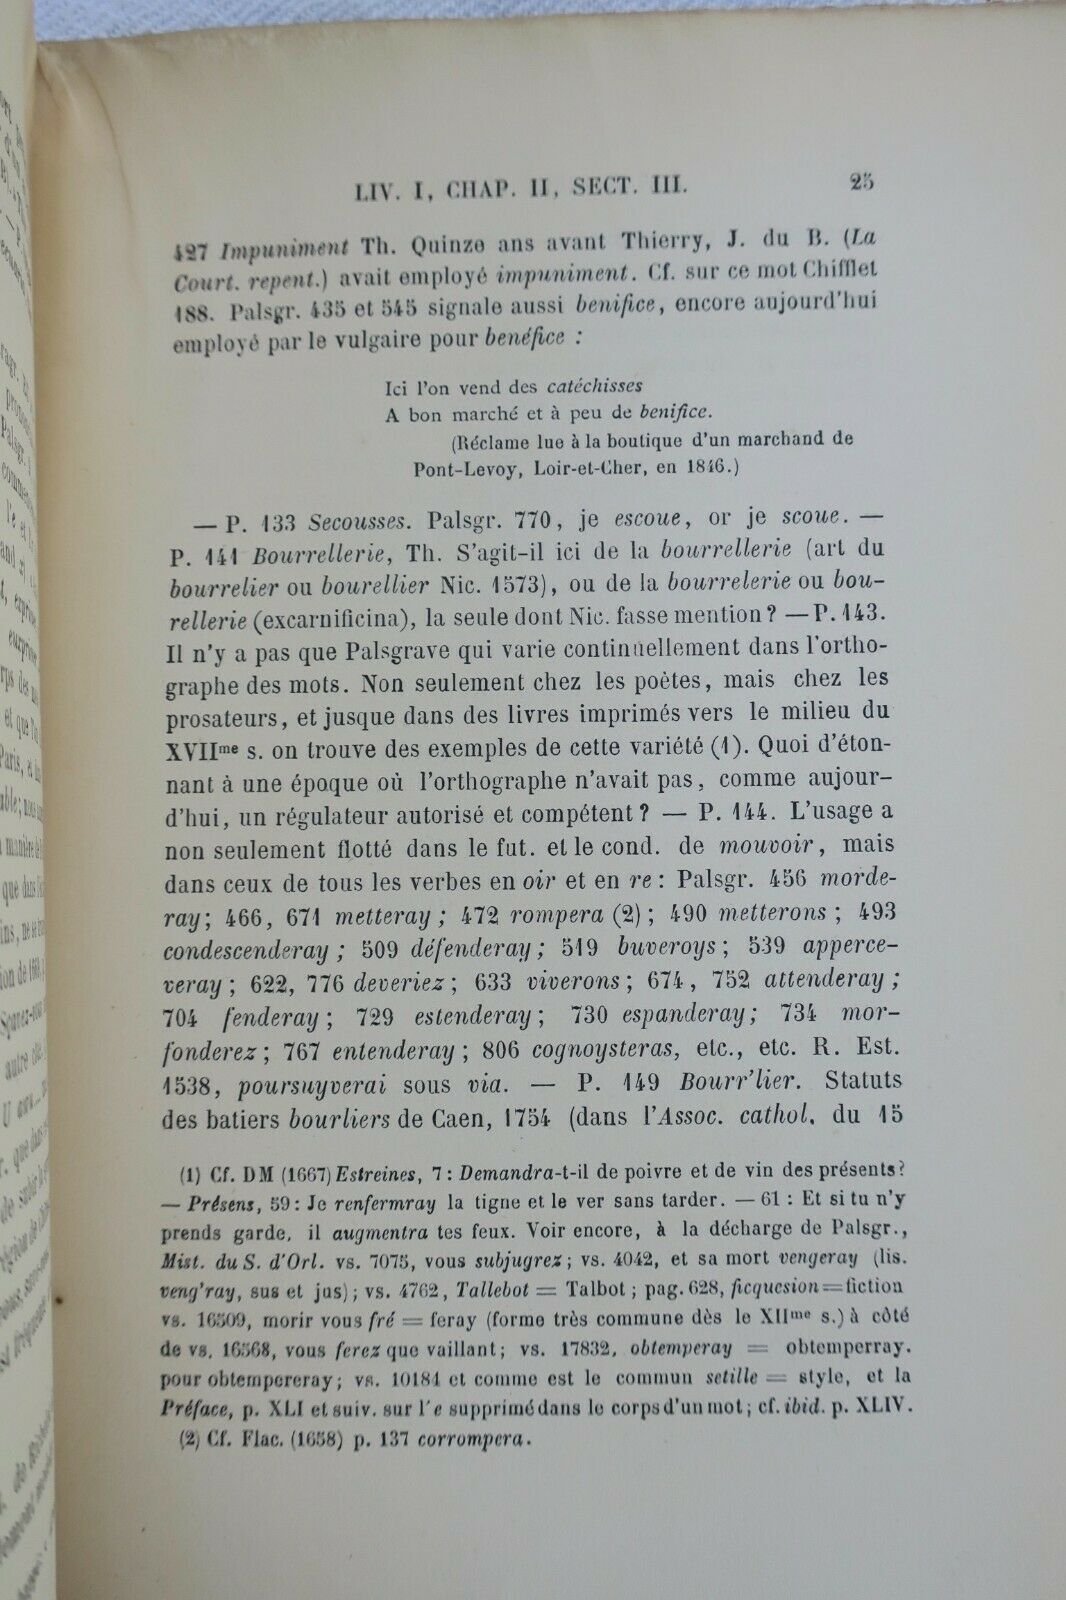 LIV. I, CHAP. II, SECT. III. 25
127 Impuniment Th. Quinze ans avant Thierry, J. du B. (La
Court. repent.) avait employé impuniment. Cf. sur ce mot Chifflet
188. Palsgr. 435 et 545 signale aussi benifice, encore aujourd'hui
employé par le vulgaire pour benéfice :
Ici l'on vend des catéchisses
A bon marché et à peu de benifice.
(Réclame lue à la boutique d'un marchand de
Pont-Levoy, Loir-et-Cher, en 1846.)
— P. 133 Secousses. Palsgr. 770, je escoue, or je scoue. —
P. 141 Bourrellerie, Th. S'agit-il ici de la bourrellerie (art du
bourrelier ou bourellier Nic. 1573), ou de la bourrelerie ou bou-
rellerie (excarnificina), la seule dont Nic. fasse mention ? — P. 143.
Il n'y a pas que Palsgrave qui varie continuellement dans l'ortho-
graphe des mots. Non seulement chez les poètes, mais chez les
prosateurs, et jusque dans des livres imprimés vers le milieu du
XVIIme s. on trouve des exemples de cette variété (1). Quoi d'éton-
nant à une époque où l'orthographe n'avait pas, comme aujour-
d'hui, un régulateur autorisé et compétent ? — P. 144. L'usage a
non seulement flotté dans le fut. et le cond. de mouvoir, mais
dans ceux de tous les verbes en oir et en re : Palsgr. 456 morde-
ray ; 466, 671 metteray ; 472 rompera (2) ; 490 metterons ; 493
condescenderay ; 509 défenderay ; 519 buveroys ; 539 apperce-
veray ; 622, 776 deveriez ; 633 viverons ; 674, 752 attenderay ;
704 fenderay ; 729 estenderay ; 730 espanderay ; 734 mor-
fonderez ; 767 entenderay ; 806 cognoysteras, etc., etc. R. Est.
1538, poursuyverai sous via. — P. 149 Bourr'lier. Statuts
des batiers bourliers de Caen, 1754 (dans l'Assoc. cathol. du 15
(1) Cf. DM (1667) Estreines, 7 : Demandra-t-il de poivre et de vin des présents ?
— Présens, 59 : Je renfermray la tigne et le ver sans tarder. — 61 : Et si tu n'y
prends garde, il augmentra tes feux. Voir encore, à la décharge de Palsgr.,
Mist. du S. d'Orl. vs. 7075, vous subjugrez ; vs. 4042, et sa mort vengeray (lis.
veng'ray, sus et jus) ; vs. 4762, Tallebot = Talbot ; pag. 628, ficquesion = fiction
vs. 16509, morir vous fré = feray (forme très commune dès le XIIme s.) à côté
de vs. 16568, vous ferez que vaillant ; vs. 17832, obtemperay = obtemperray.
pour obtempereray ; vs. 10184 et comme est le commun setille = style, et la
Préface, p. XLI et suiv. sur l'e supprimé dans le corps d'un mot ; cf. ibid. p. XLIV.
(2) Cf. Flac. (1658) p. 137 corrompera.